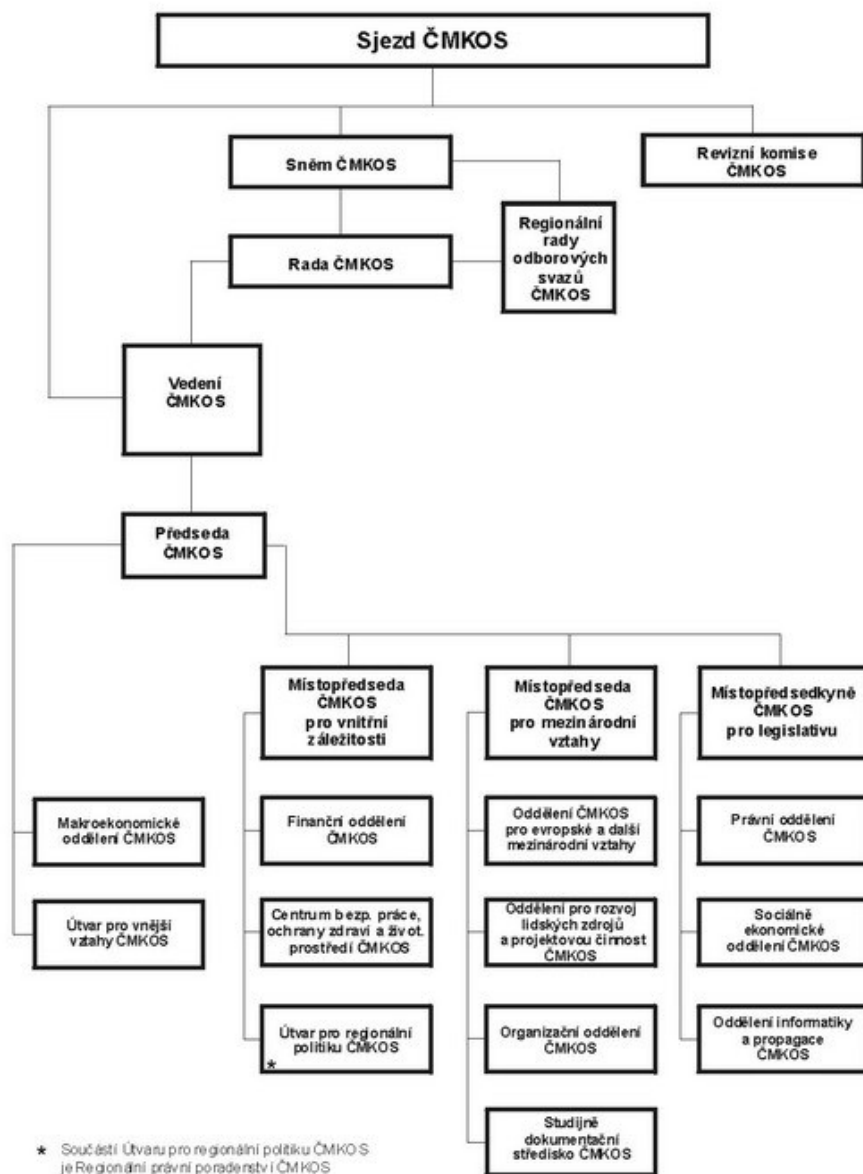 Sjezd ČMKOS
Sněm ČMKOS
Revizní komise
ČMKOS
Regionální
rady
odborových
svazů
ČMKOS
Rada ČMKOS
Vedení
ČMKOS
Předseda
ČMKOS
Místopředseda
ČMKOS
pro vnitřní
záležitosti
Místopředseda
ČMKOS
pro mezinárodní
vztahy
Místopředsedkyně
ČMKOS
pro legislativu
Makroekonomické
oddělení ČMKOS
Finanční oddělení
ČMKOS
Oddělení ČMKOS
pro evropské a další
mezinárodní vztahy
Právní oddělení
ČMKOS
Útvar pro vnější
vztahy ČMKOS
Centrum bezp. práce,
ochrany zdraví a život.
prostředí ČMKOS
Oddělení pro rozvoj
lidských zdrojů
a projektovou činnost
ČMKOS
Sociálně
ekonomické
oddělení ČMKOS
Útvar pro regionální
politiku ČMKOS
*
Organizační oddělení
ČMKOS
Oddělení informatiky
a propagace
ČMKOS
Studijně
dokumentační
středisko ČMKOS
* Součástí Útvaru pro regionální politiku ČMKOS
je Regionální právní poradenství ČMKOS